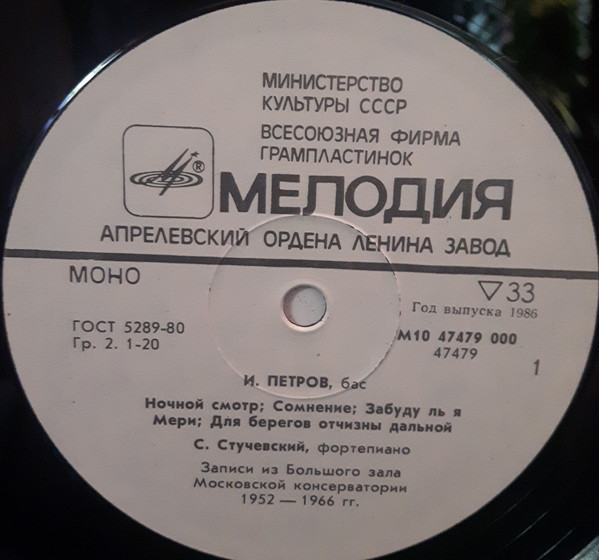 МИНИСТЕРСТВО
КУЛЬТУРЫ СССР
ВСЕСОЮЗНАЯ ФИРМА
ГРАМПЛАСТИНОК
®
МЕЛОДИЯ
АПРЕЛЕВСКИЙ ОРДЕНА ЛЕНИНА ЗАВОД
МОНО
▽33
Год выпуска 1986
ГОСТ 5289-80
Гр. 2. 1-20
М10 47479 000
47479
1
И. ПЕТРОВ, бас
Ночной смотр; Сомнение; Забуду ль я
Мери; Для берегов отчизны дальной
С. Стучевский, фортепиано
Записи из Большого зала
Московской консерватории
1952 — 1966 гг.